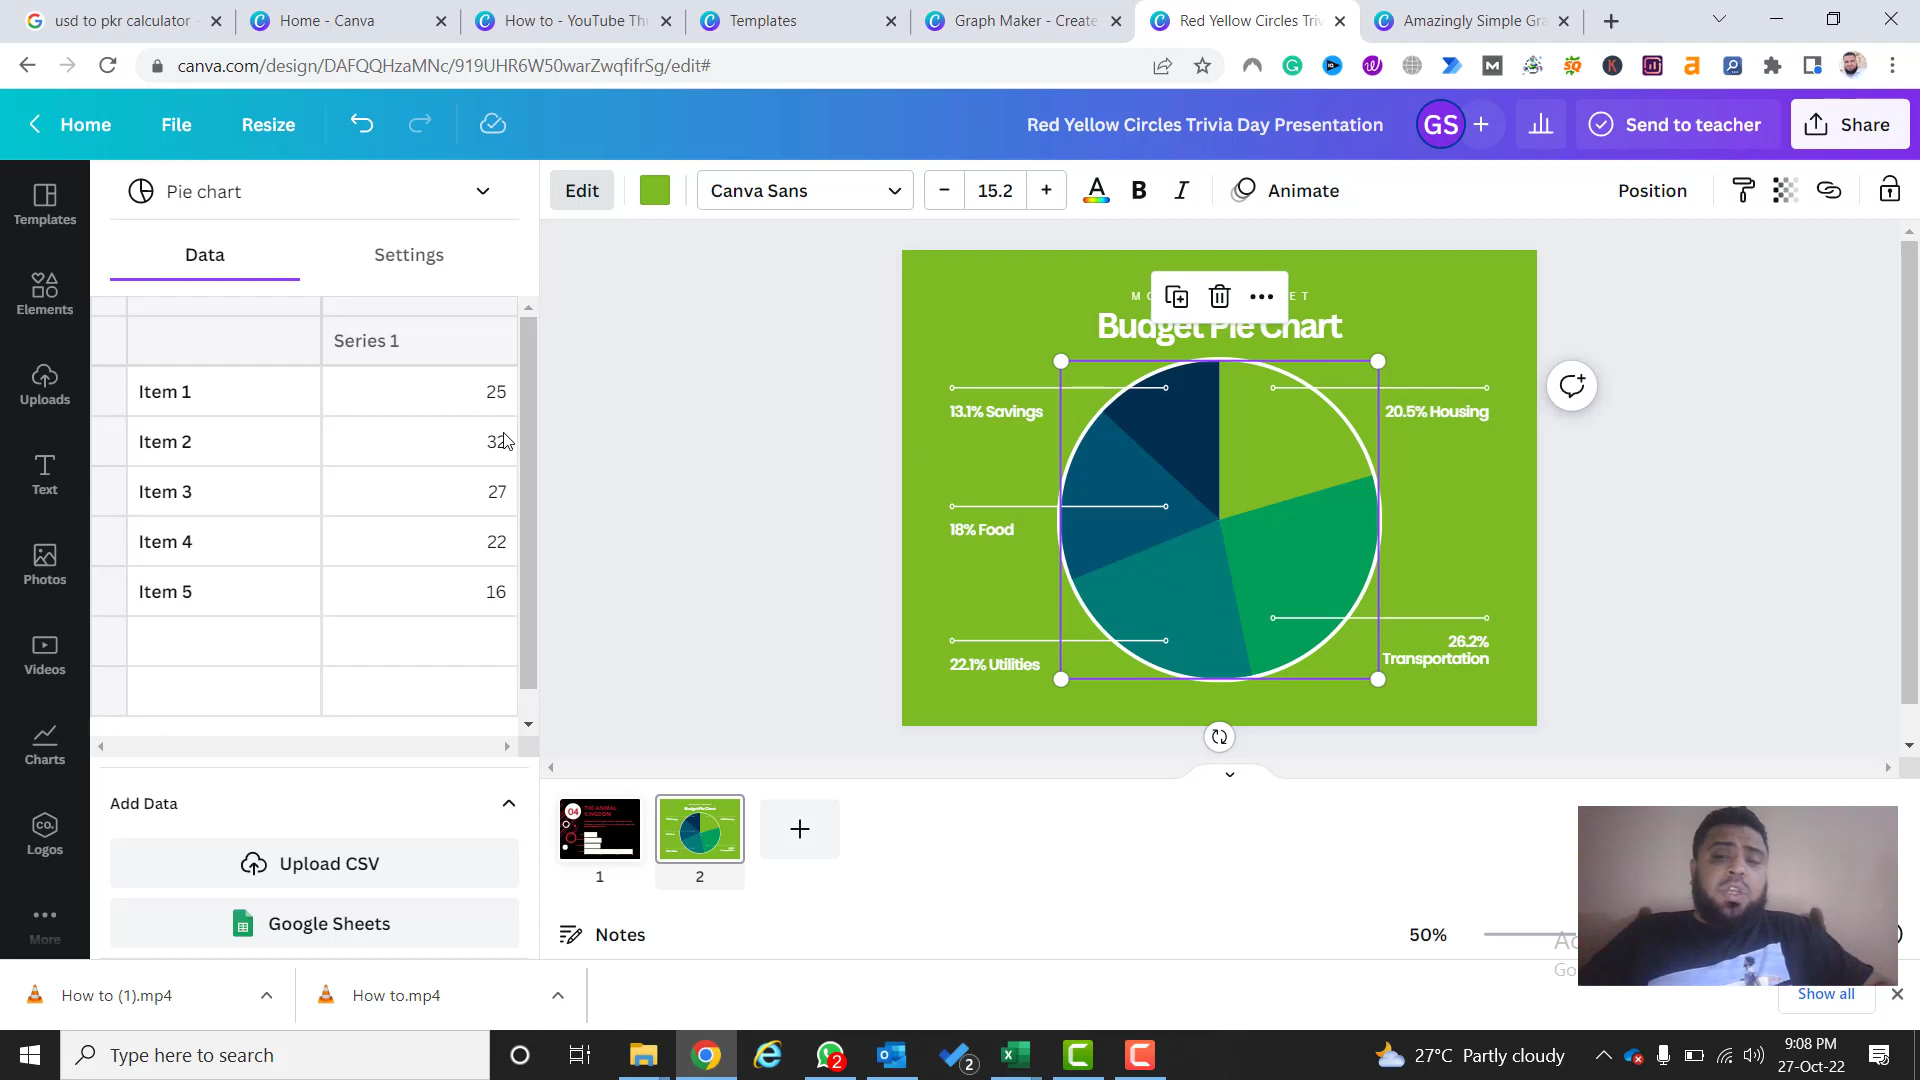 usd to pkr calculator
Home - Canva
How to - YouTube Th
Templates
Graph Maker - Create
Red Yellow Circles Triv
Amazingly Simple Gra
canva.com/design/DAFQQHzaMNc/919UHR6W50warZwqfifrSg/edit#
Home
File
Resize
Red Yellow Circles Trivia Day Presentation
GS
Send to teacher
Share
Templates
Elements
Uploads
Text
Photos
Videos
Charts
Logos
More
Pie chart
Edit
Canva Sans
15.2
Animate
Position
Data
Settings
Series 1
Item 1 25
Item 2 32
Item 3 27
Item 4 22
Item 5 16
Add Data
Upload CSV
Google Sheets
Budget Pie Chart
13.1% Savings
20.5% Housing
18% Food
22.1% Utilities
26.2%
Transportation
1
2
Notes
50%
How to (1).mp4
How to.mp4
Show all
Type here to search
2
2
27°C Partly cloudy
9:08 PM
27-Oct-22